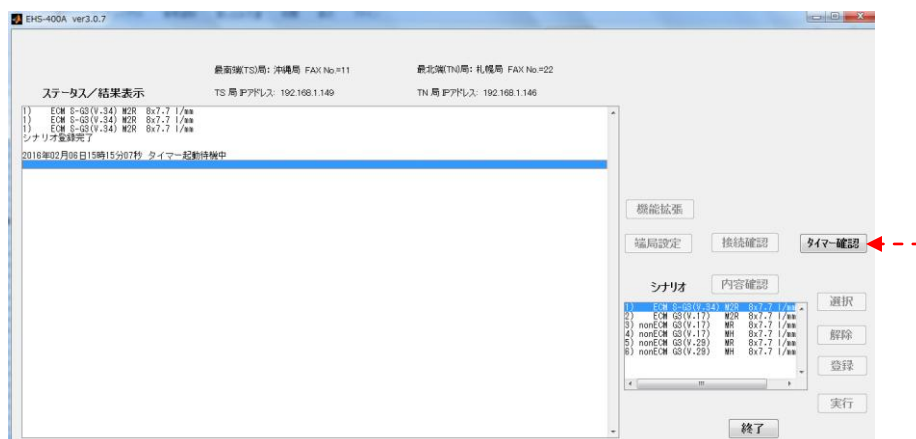 EHS-400A ver3.0.7
最南端(TS)局: 沖縄局 FAX No.=11
最北端(TN)局: 札幌局 FAX No.=22
ステータス/結果表示
TS 局 IPアドレス: 192.168.1.149
TN 局 IPアドレス: 192.168.1.146
1) ECM S-G3(V.34) M2R 8x7.7 l/mm
1) ECM S-G3(V.34) M2R 8x7.7 l/mm
1) ECM S-G3(V.34) M2R 8x7.7 l/mm
シナリオ登録完了
2016年02月06日15時15分07秒 タイマー起動待機中
機能拡張
端局設定
接続確認
タイマー確認
シナリオ
内容確認
1) ECM S-G3(V.34) M2R 8x7.7 l/mm
2) ECM G3(V.17) M2R 8x7.7 l/mm
3) nonECM G3(V.17) MR 8x7.7 l/mm
4) nonECM G3(V.17) MH 8x7.7 l/mm
5) nonECM G3(V.29) MR 8x7.7 l/mm
6) nonECM G3(V.29) MH 8x7.7 l/mm
選択
解除
登録
実行
終了